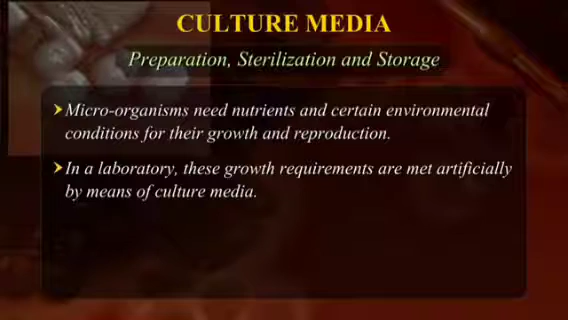 CULTURE MEDIA
Preparation, Sterilization and Storage
Micro-organisms need nutrients and certain environmental
conditions for their growth and reproduction.
In a laboratory, these growth requirements are met artificially
by means of culture media.